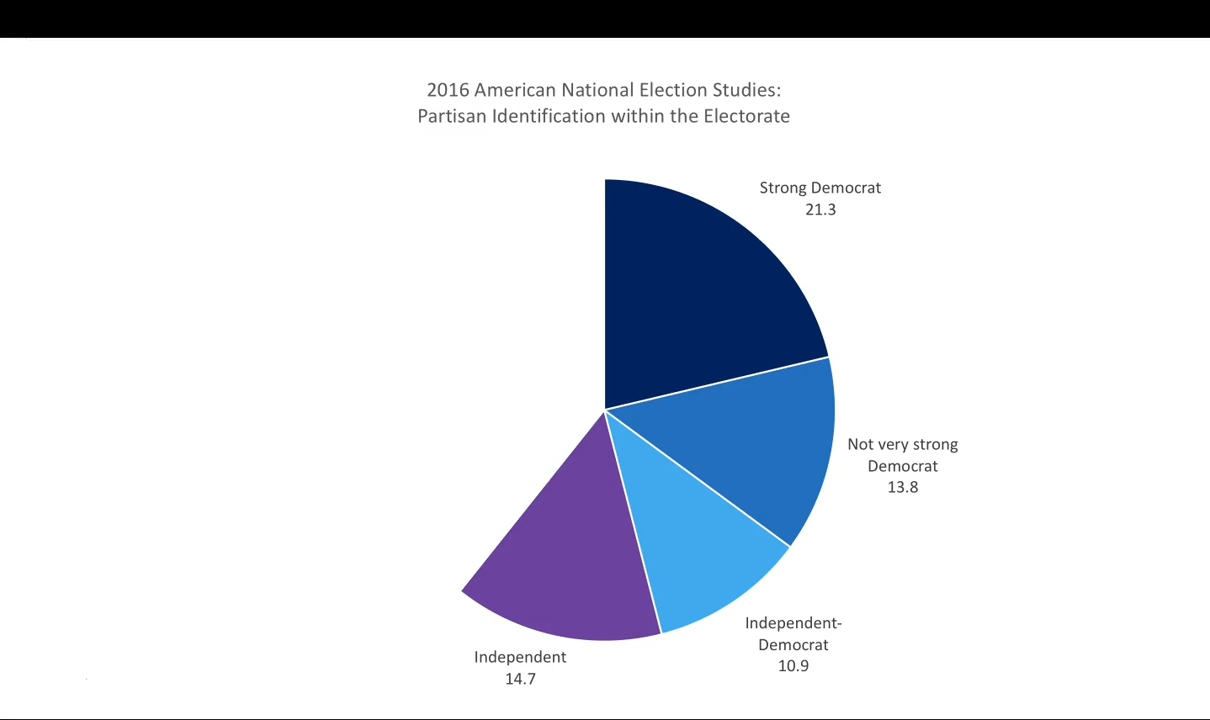 2016 American National Election Studies:
Partisan Identification within the Electorate
Strong Democrat
21.3
Not very strong
Democrat
13.8
Independent-
Democrat
10.9
Independent
14.7